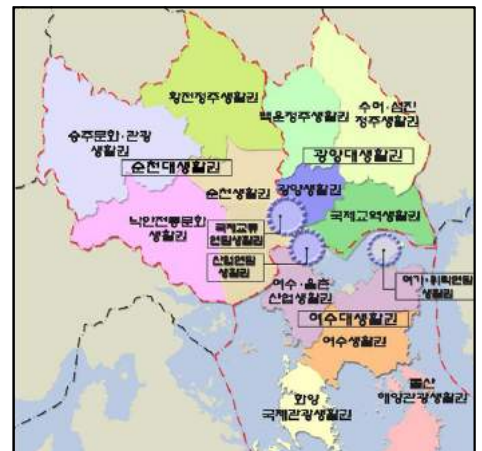 황전정주생활권
수어·섬진
정주생활권
백운정주생활권
승주문화·관광
생활권
순천대생활권
광양대생활권
순천생활권
광양생활권
낙안전통문화
생활권
국제교류
연담생활권
국제교역생활권
산업연담
생활권
여수·율촌
산업생활권
여가·위락연담
생활권
여수대생활권
여수생활권
화양
국제관광생활권
돌산
해양관광생활권